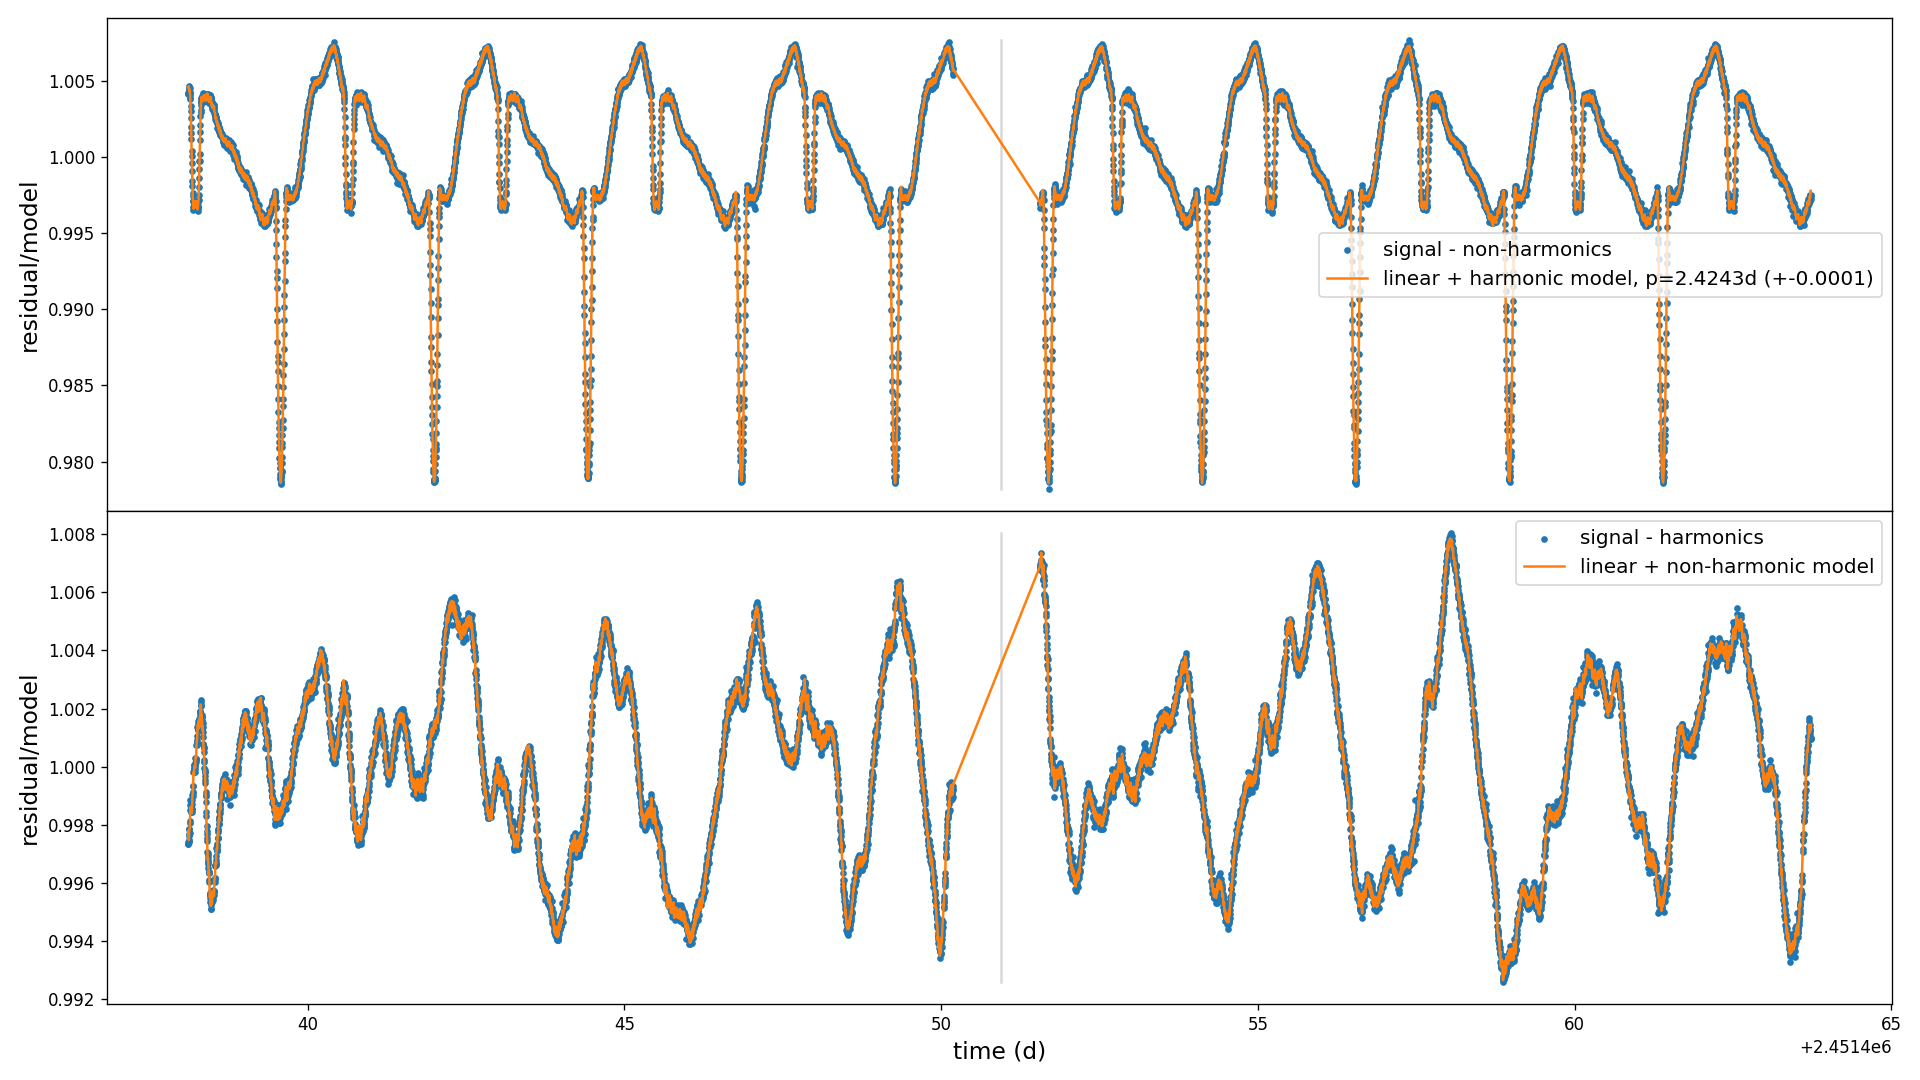 1.005
1.000
0.995
0.990
0.985
0.980
residual/model
signal - non-harmonics
linear + harmonic model, p=2.4243d (+-0.0001)
1.008
1.006
1.004
1.002
1.000
0.998
0.996
0.994
0.992
residual/model
signal - harmonics
linear + non-harmonic model
40 45 50 55 60 65
time (d)
+2.4514e6